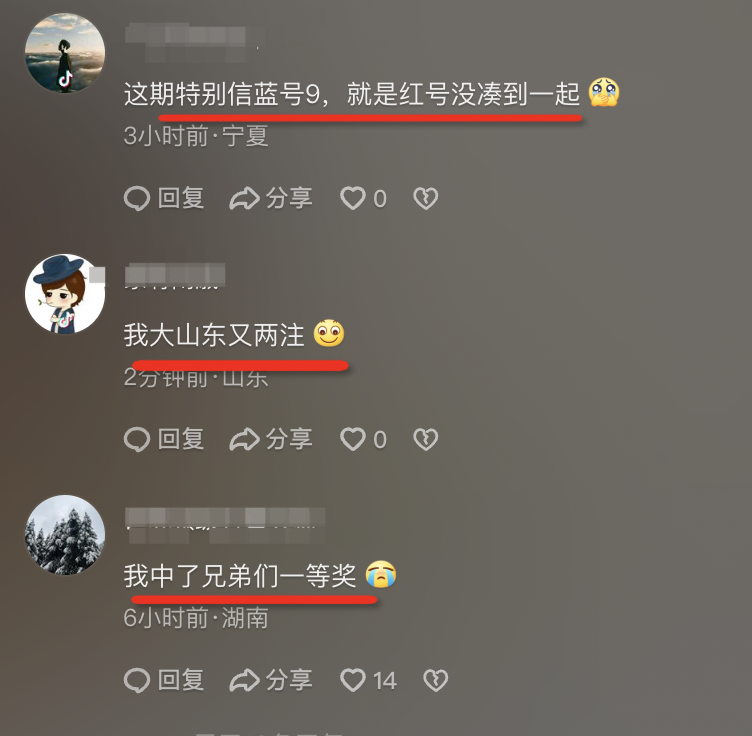 这期特别信蓝号9，就是红号没凑到一起
3小时前·宁夏
回复 分享 0
我大山东又两注
2分钟前·山东
回复 分享 0
我中了兄弟们一等奖
6小时前·湖南
回复 分享 14